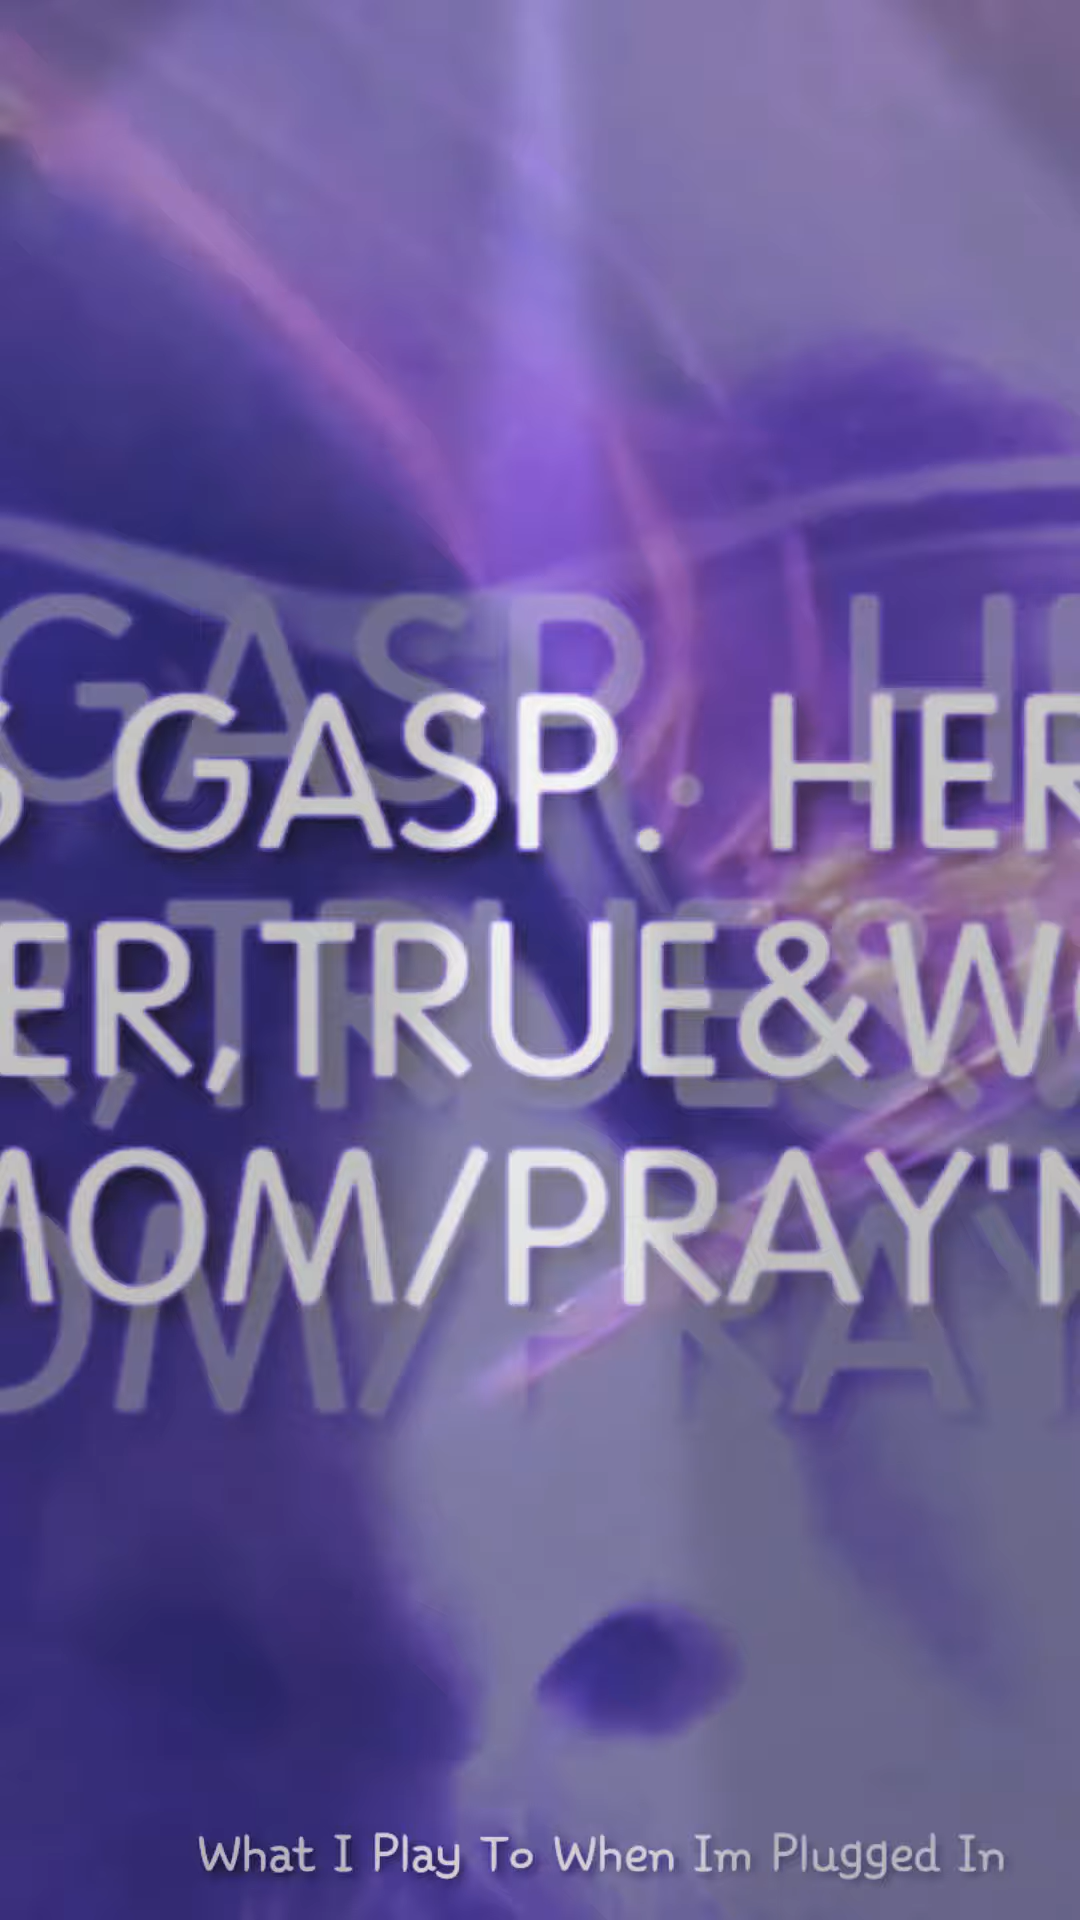 S GASP. HER
ER,TRUE&W
MOM/PRAY'N
What I Play To When Im Plugged In